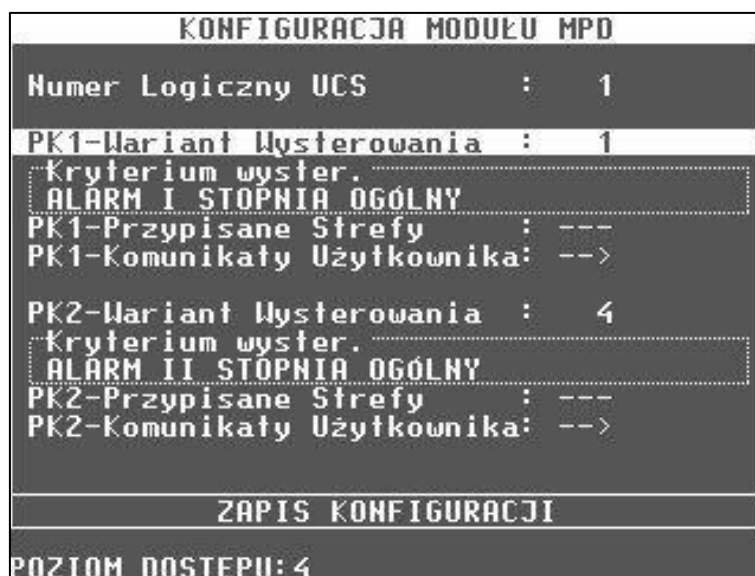 KONFIGURACJA MODUŁU MPD
Numer Logiczny UCS : 1
PK1-Wariant Wysterowania : 1
Kryterium wyster.
ALARM I STOPNIA OGÓLNY
PK1-Przypisane Strefy : ---
PK1-Komunikaty Użytkownika: -->
PK2-Wariant Wysterowania : 4
Kryterium wyster.
ALARM II STOPNIA OGÓLNY
PK2-Przypisane Strefy : ---
PK2-Komunikaty Użytkownika: -->
ZAPIS KONFIGURACJI
POZIOM DOSTĘPU:4